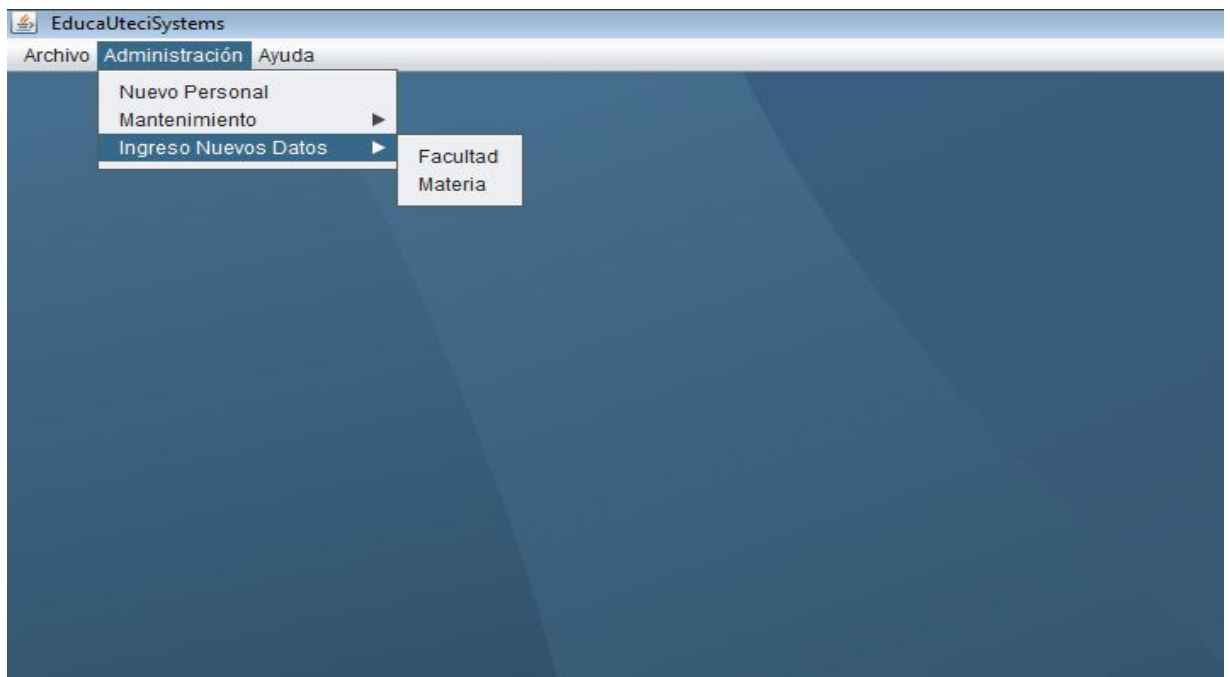 EducaUteciSystems
Archivo Administración Ayuda
Nuevo Personal
Mantenimiento
Ingreso Nuevos Datos
Facultad
Materia